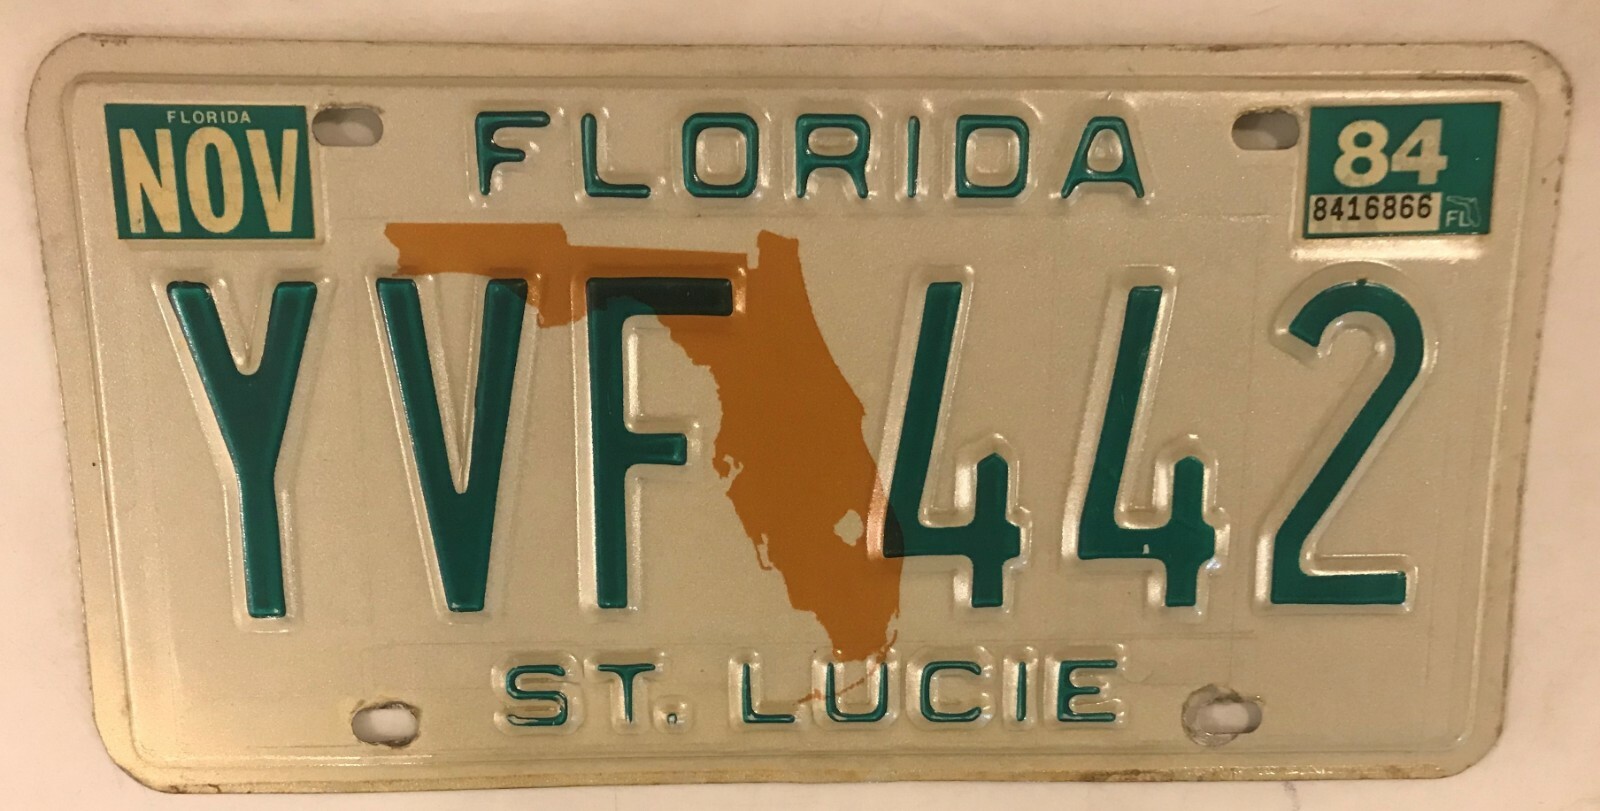 FLORIDA
NOV
FLORIDA
84
8416866 FL
YVF 442
ST. LUCIE